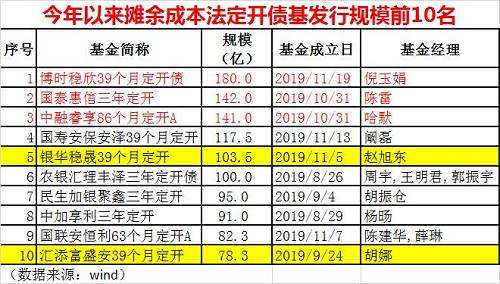 今年以来摊余成本法定开债基发行规模前10名
序号 基金简称 规模（亿） 基金成立日 基金经理
1 博时稳欣39个月定开债 180.0 2019/11/19 倪玉娟
2 国泰惠信三年定开 142.0 2019/10/31 陈雷
3 中融睿享86个月定开A 141.0 2019/10/31 哈默
4 国寿安保安泽39个月定开 117.5 2019/11/13 阚磊
5 银华稳晟39个月定开 103.5 2019/11/5 赵旭东
6 农银汇理丰泽三年定开债 100.0 2019/8/26 周宇,王明君,郭振宇
7 民生加银聚鑫三年定开 95.0 2019/9/4 胡振仓
8 中加享利三年定开 91.0 2019/8/29 杨旸
9 国联安恒利63个月定开A 82.3 2019/11/7 陈建华,薛琳
10 汇添富盛安39个月定开 78.3 2019/9/24 胡娜
（数据来源：wind）